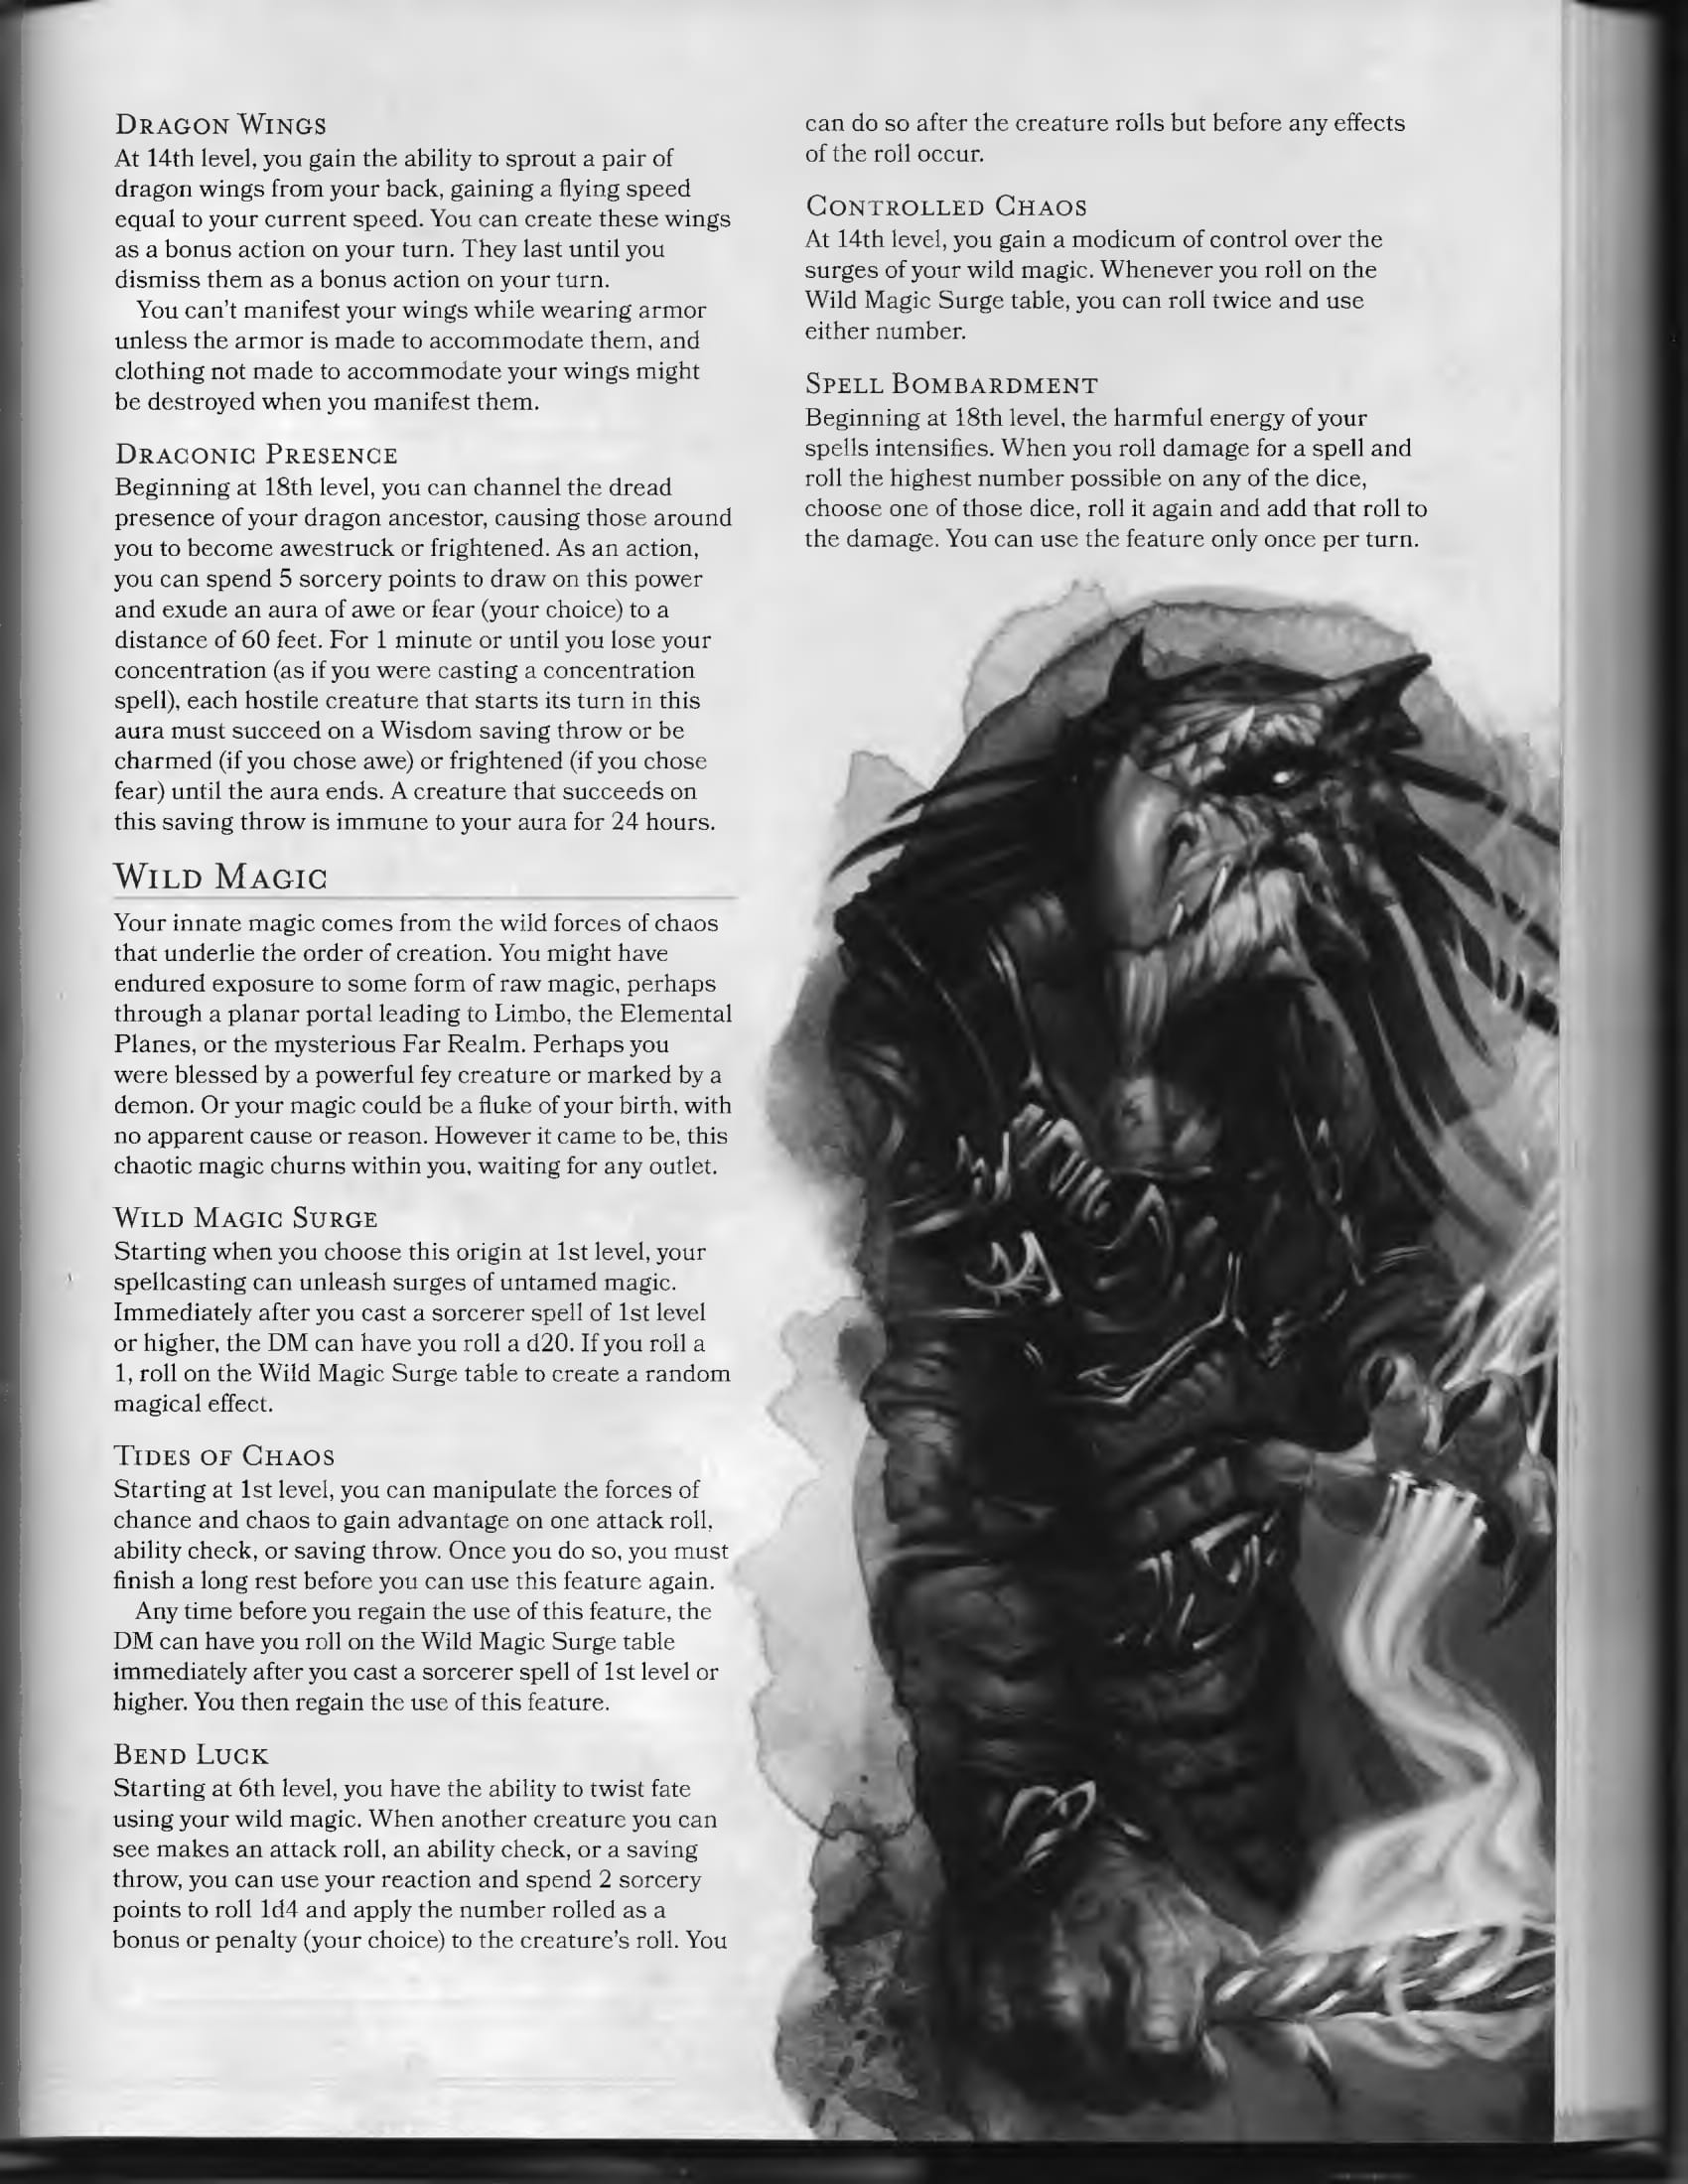 DRAGON WINGS
At 14th level, you gain the ability to sprout a pair of
dragon wings from your back, gaining a flying speed
equal to your current speed. You can create these wings
as a bonus action on your turn. They last until you
dismiss them as a bonus action on your turn.
You can't manifest your wings while wearing armor
unless the armor is made to accommodate them, and
clothing not made to accommodate your wings might
be destroyed when you manifest them.
DRACONIC PRESENCE
Beginning at 18th level, you can channel the dread
presence of your dragon ancestor, causing those around
you to become awestruck or frightened. As an action,
you can spend 5 sorcery points to draw on this power
and exude an aura of awe or fear (your choice) to a
distance of 60 feet. For 1 minute or until you lose your
concentration (as if you were casting a concentration
spell), each hostile creature that starts its turn in this
aura must succeed on a Wisdom saving throw or be
charmed (if you chose awe) or frightened (if you chose
fear) until the aura ends. A creature that succeeds on
this saving throw is immune to your aura for 24 hours.
WILD MAGIC
Your innate magic comes from the wild forces of chaos
that underlie the order of creation. You might have
endured exposure to some form of raw magic, perhaps
through a planar portal leading to Limbo, the Elemental
Planes, or the mysterious Far Realm. Perhaps you
were blessed by a powerful fey creature or marked by a
demon. Or your magic could be a fluke of your birth, with
no apparent cause or reason. However it came to be, this
chaotic magic churns within you, waiting for any outlet.
WILD MAGIC SURGE
Starting when you choose this origin at 1st level, your
spellcasting can unleash surges of untamed magic.
Immediately after you cast a sorcerer spell of 1st level
or higher, the DM can have you roll a d20. If you roll a
1, roll on the Wild Magic Surge table to create a random
magical effect.
TIDES OF CHAOS
Starting at 1st level, you can manipulate the forces of
chance and chaos to gain advantage on one attack roll,
ability check, or saving throw. Once you do so, you must
finish a long rest before you can use this feature again.
Any time before you regain the use of this feature, the
DM can have you roll on the Wild Magic Surge table
immediately after you cast a sorcerer spell of 1st level or
higher. You then regain the use of this feature.
BEND LUCK
Starting at 6th level, you have the ability to twist fate
using your wild magic. When another creature you can
see makes an attack roll, an ability check, or a saving
throw, you can use your reaction and spend 2 sorcery
points to roll 1d4 and apply the number rolled as a
bonus or penalty (your choice) to the creature's roll. You
can do so after the creature rolls but before any effects
of the roll occur.
CONTROLLED CHAOS
At 14th level, you gain a modicum of control over the
surges of your wild magic. Whenever you roll on the
Wild Magic Surge table, you can roll twice and use
either number.
SPELL BOMBARDMENT
Beginning at 18th level, the harmful energy of your
spells intensifies. When you roll damage for a spell and
roll the highest number possible on any of the dice,
choose one of those dice, roll it again and add that roll to
the damage. You can use the feature only once per turn.